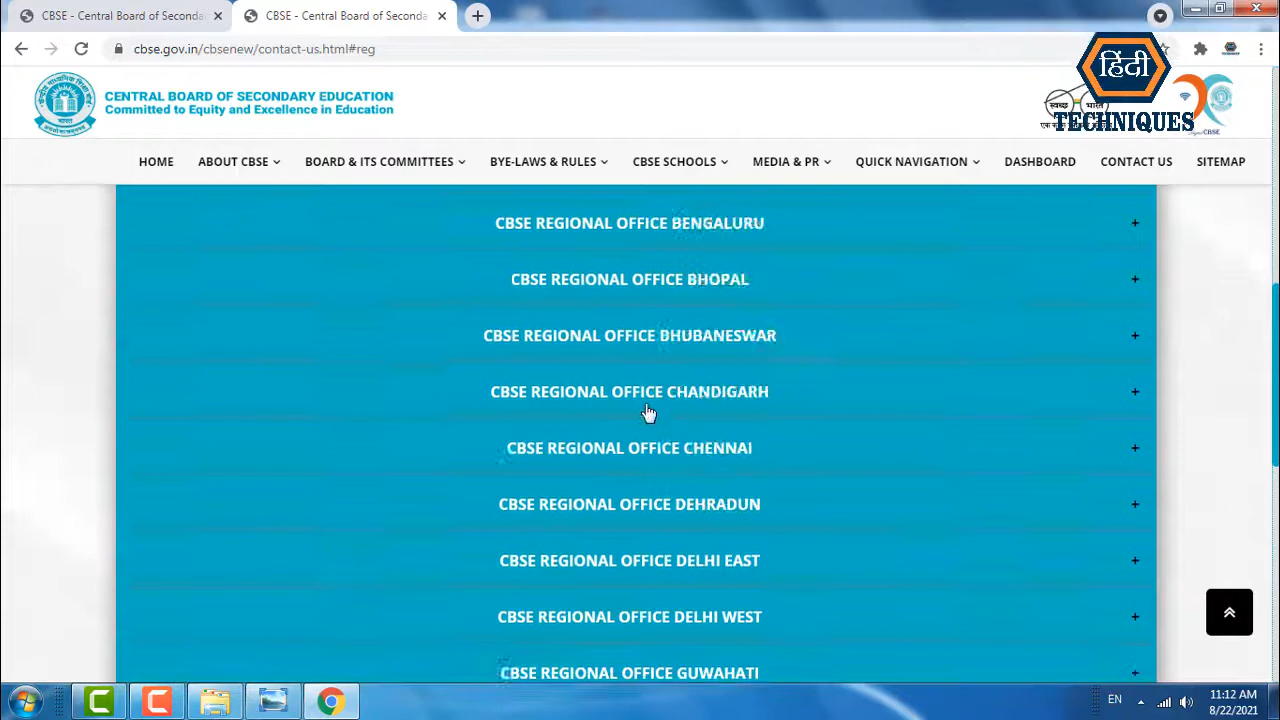 CBSE - Central Board of Seconda
CBSE - Central Board of Seconda
cbse.gov.in/cbsenew/contact-us.html#reg
हिंदी
TECHNIQUES
CENTRAL BOARD OF SECONDARY EDUCATION
Committed to Equity and Excellence in Education
स्वच्छ भारत
HOME ABOUT CBSE BOARD & ITS COMMITTEES BYE-LAWS & RULES CBSE SCHOOLS MEDIA & PR QUICK NAVIGATION DASHBOARD CONTACT US SITEMAP
CBSE REGIONAL OFFICE BENGALURU +
CBSE REGIONAL OFFICE BHOPAL +
CBSE REGIONAL OFFICE BHUBANESWAR +
CBSE REGIONAL OFFICE CHANDIGARH +
CBSE REGIONAL OFFICE CHENNAI +
CBSE REGIONAL OFFICE DEHRADUN +
CBSE REGIONAL OFFICE DELHI EAST +
CBSE REGIONAL OFFICE DELHI WEST +
CBSE REGIONAL OFFICE GUWAHATI +
EN 11:12 AM
8/22/2021